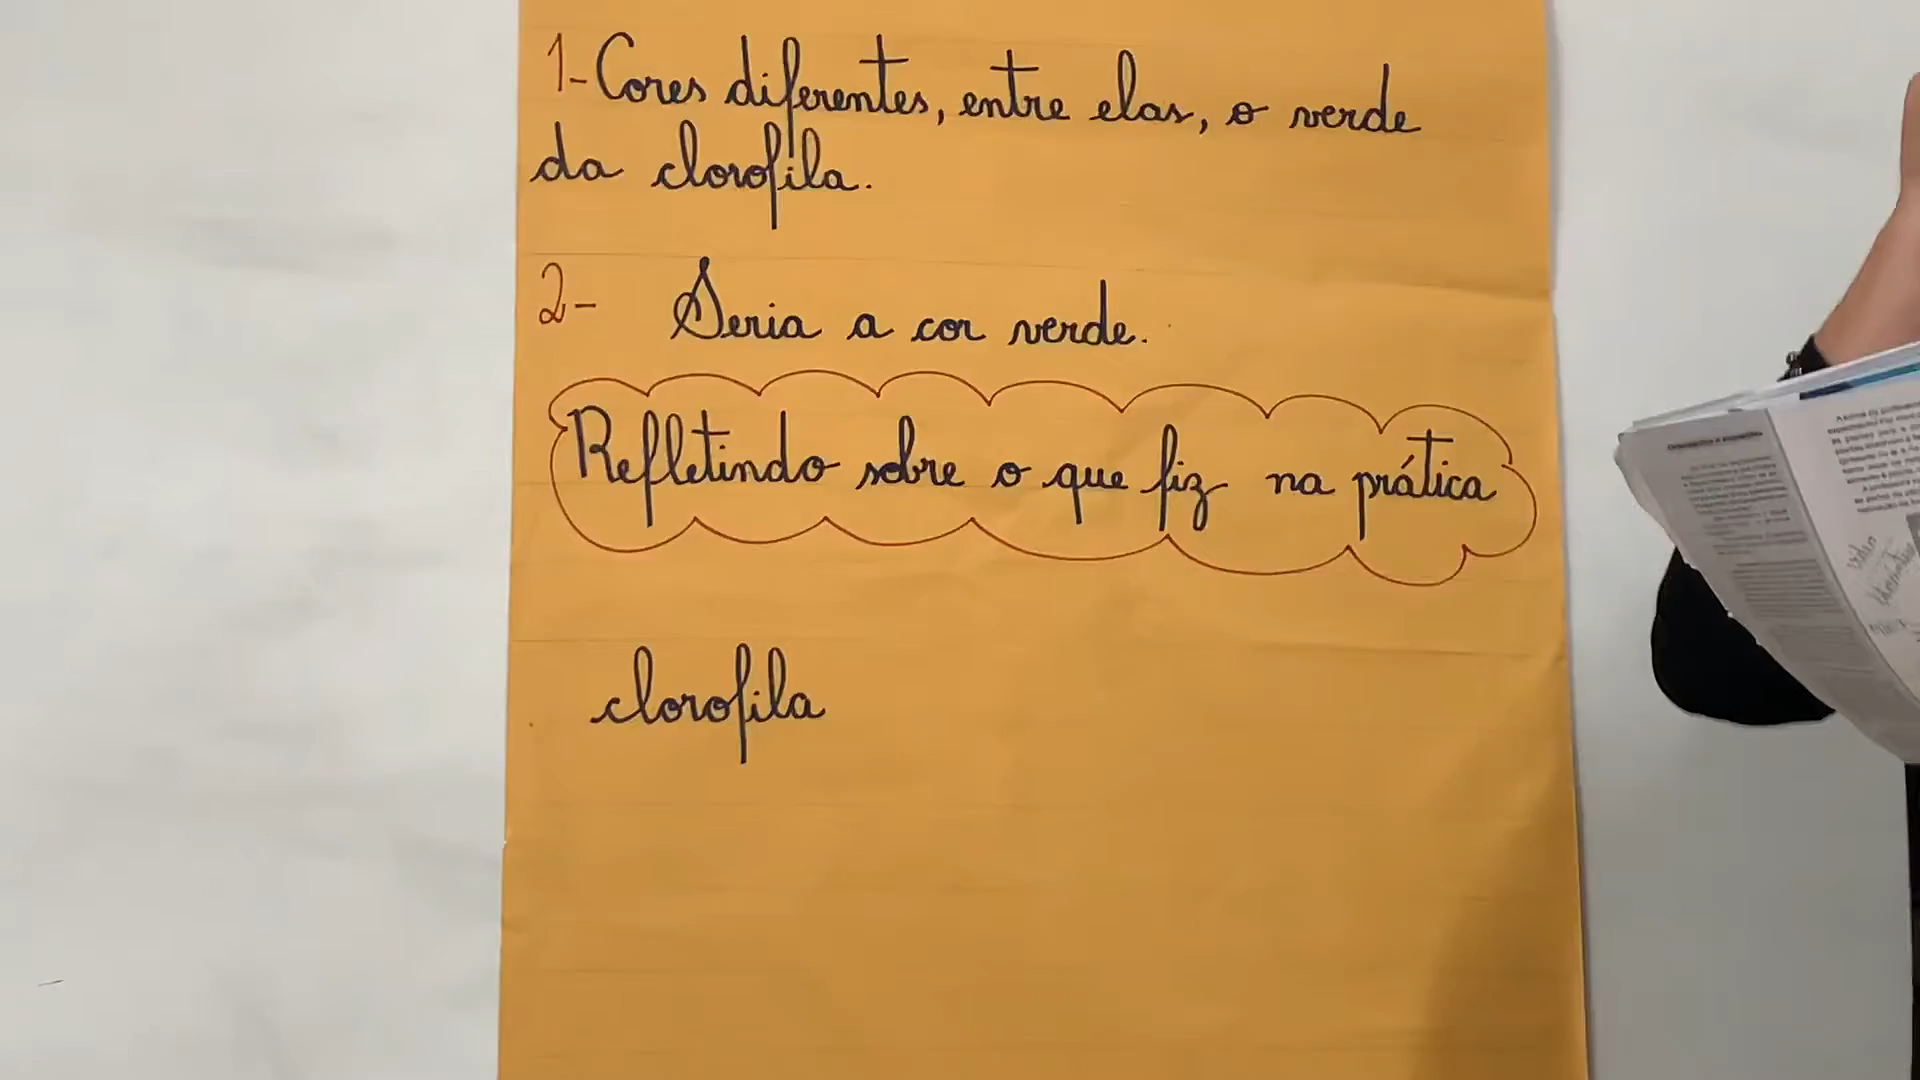 1- Cores diferentes, entre elas, o verde
da clorofila.
2- Seria a cor verde.
Refletindo sobre o que fiz na prática
clorofila